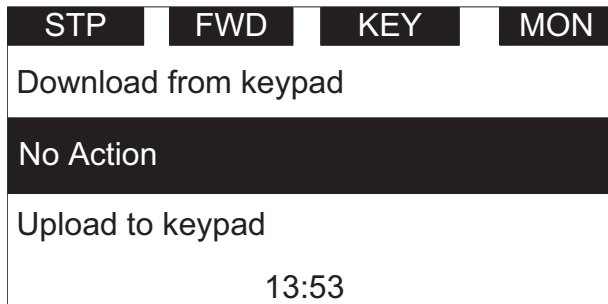 STP FWD KEY MON
Download from keypad
No Action
Upload to keypad
13:53